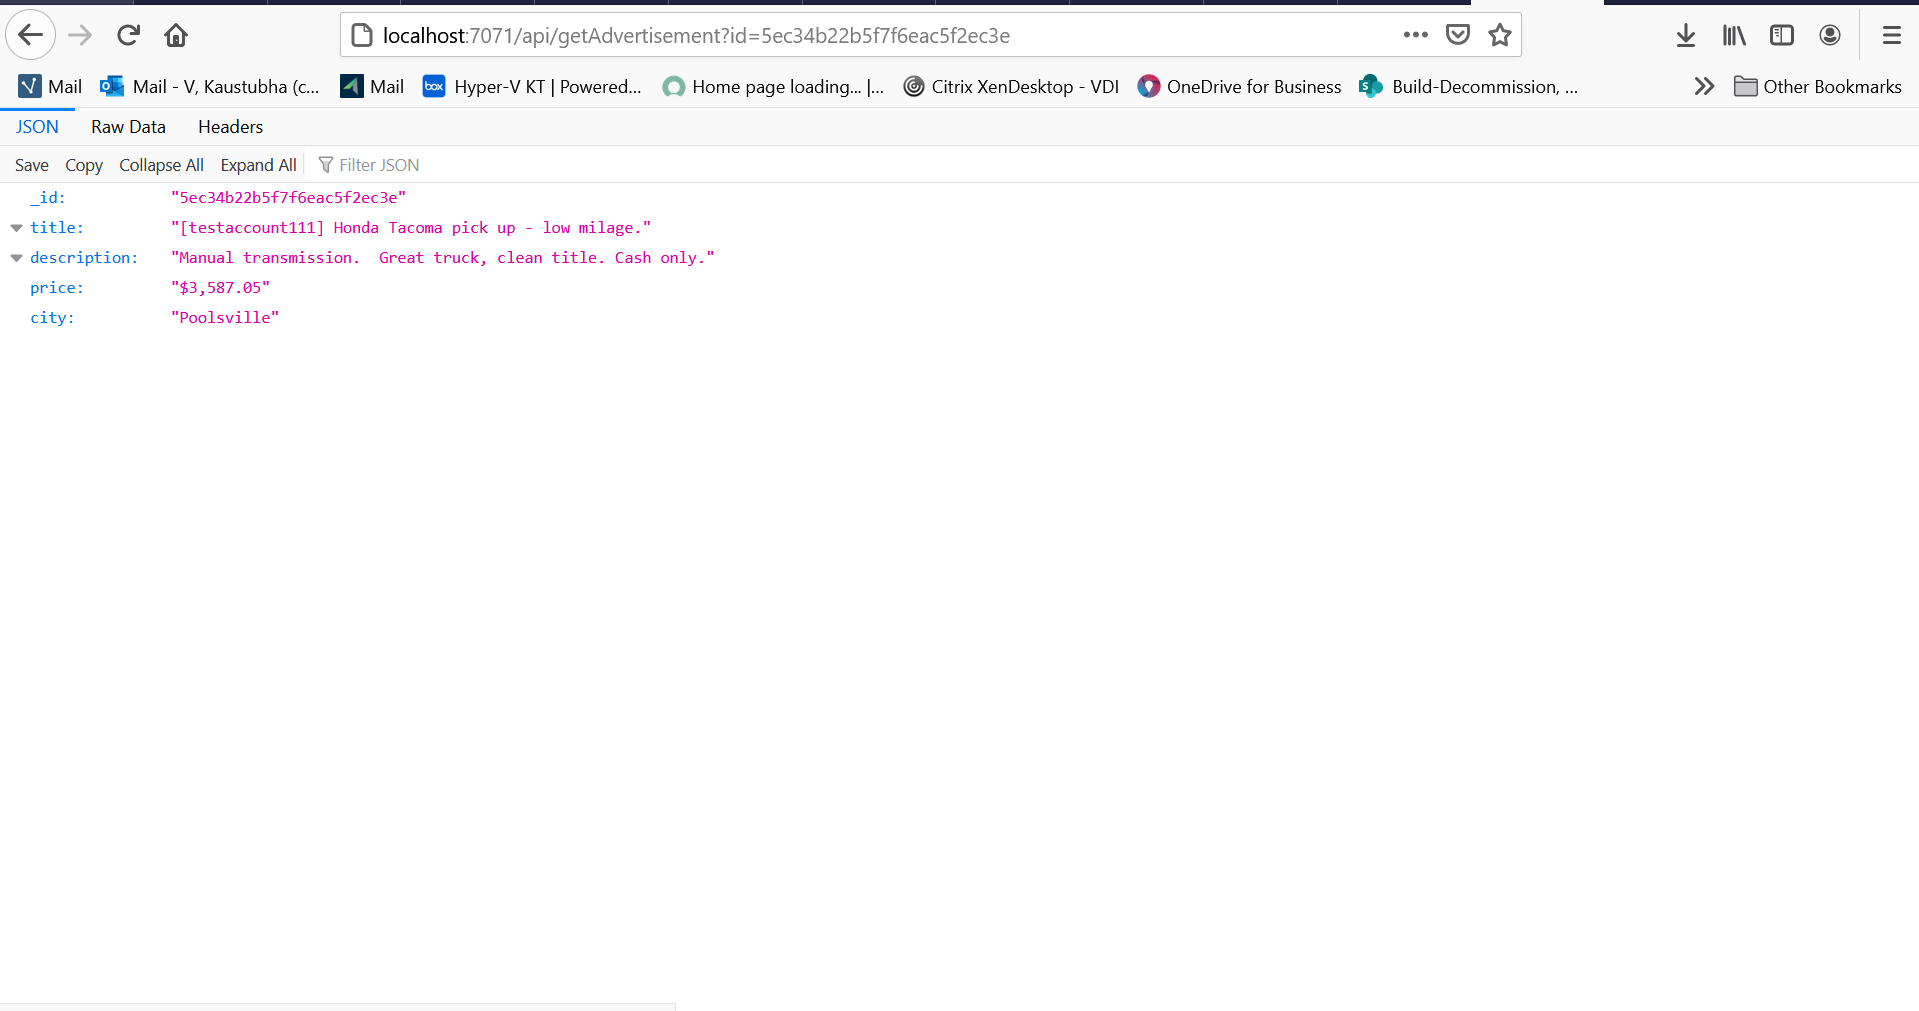 localhost:7071/api/getAdvertisement?id=5ec34b22b5f7f6eac5f2ec3e
Mail Mail - V, Kaustubha (c... Mail box Hyper-V KT | Powered... Home page loading... |... Citrix XenDesktop - VDI OneDrive for Business Build-Decommission, ... Other Bookmarks
JSON Raw Data Headers
Save Copy Collapse All Expand All Filter JSON
_id: "5ec34b22b5f7f6eac5f2ec3e"
title: "[testaccount111] Honda Tacoma pick up - low milage."
description: "Manual transmission.  Great truck, clean title. Cash only."
price: "$3,587.05"
city: "Poolsville"